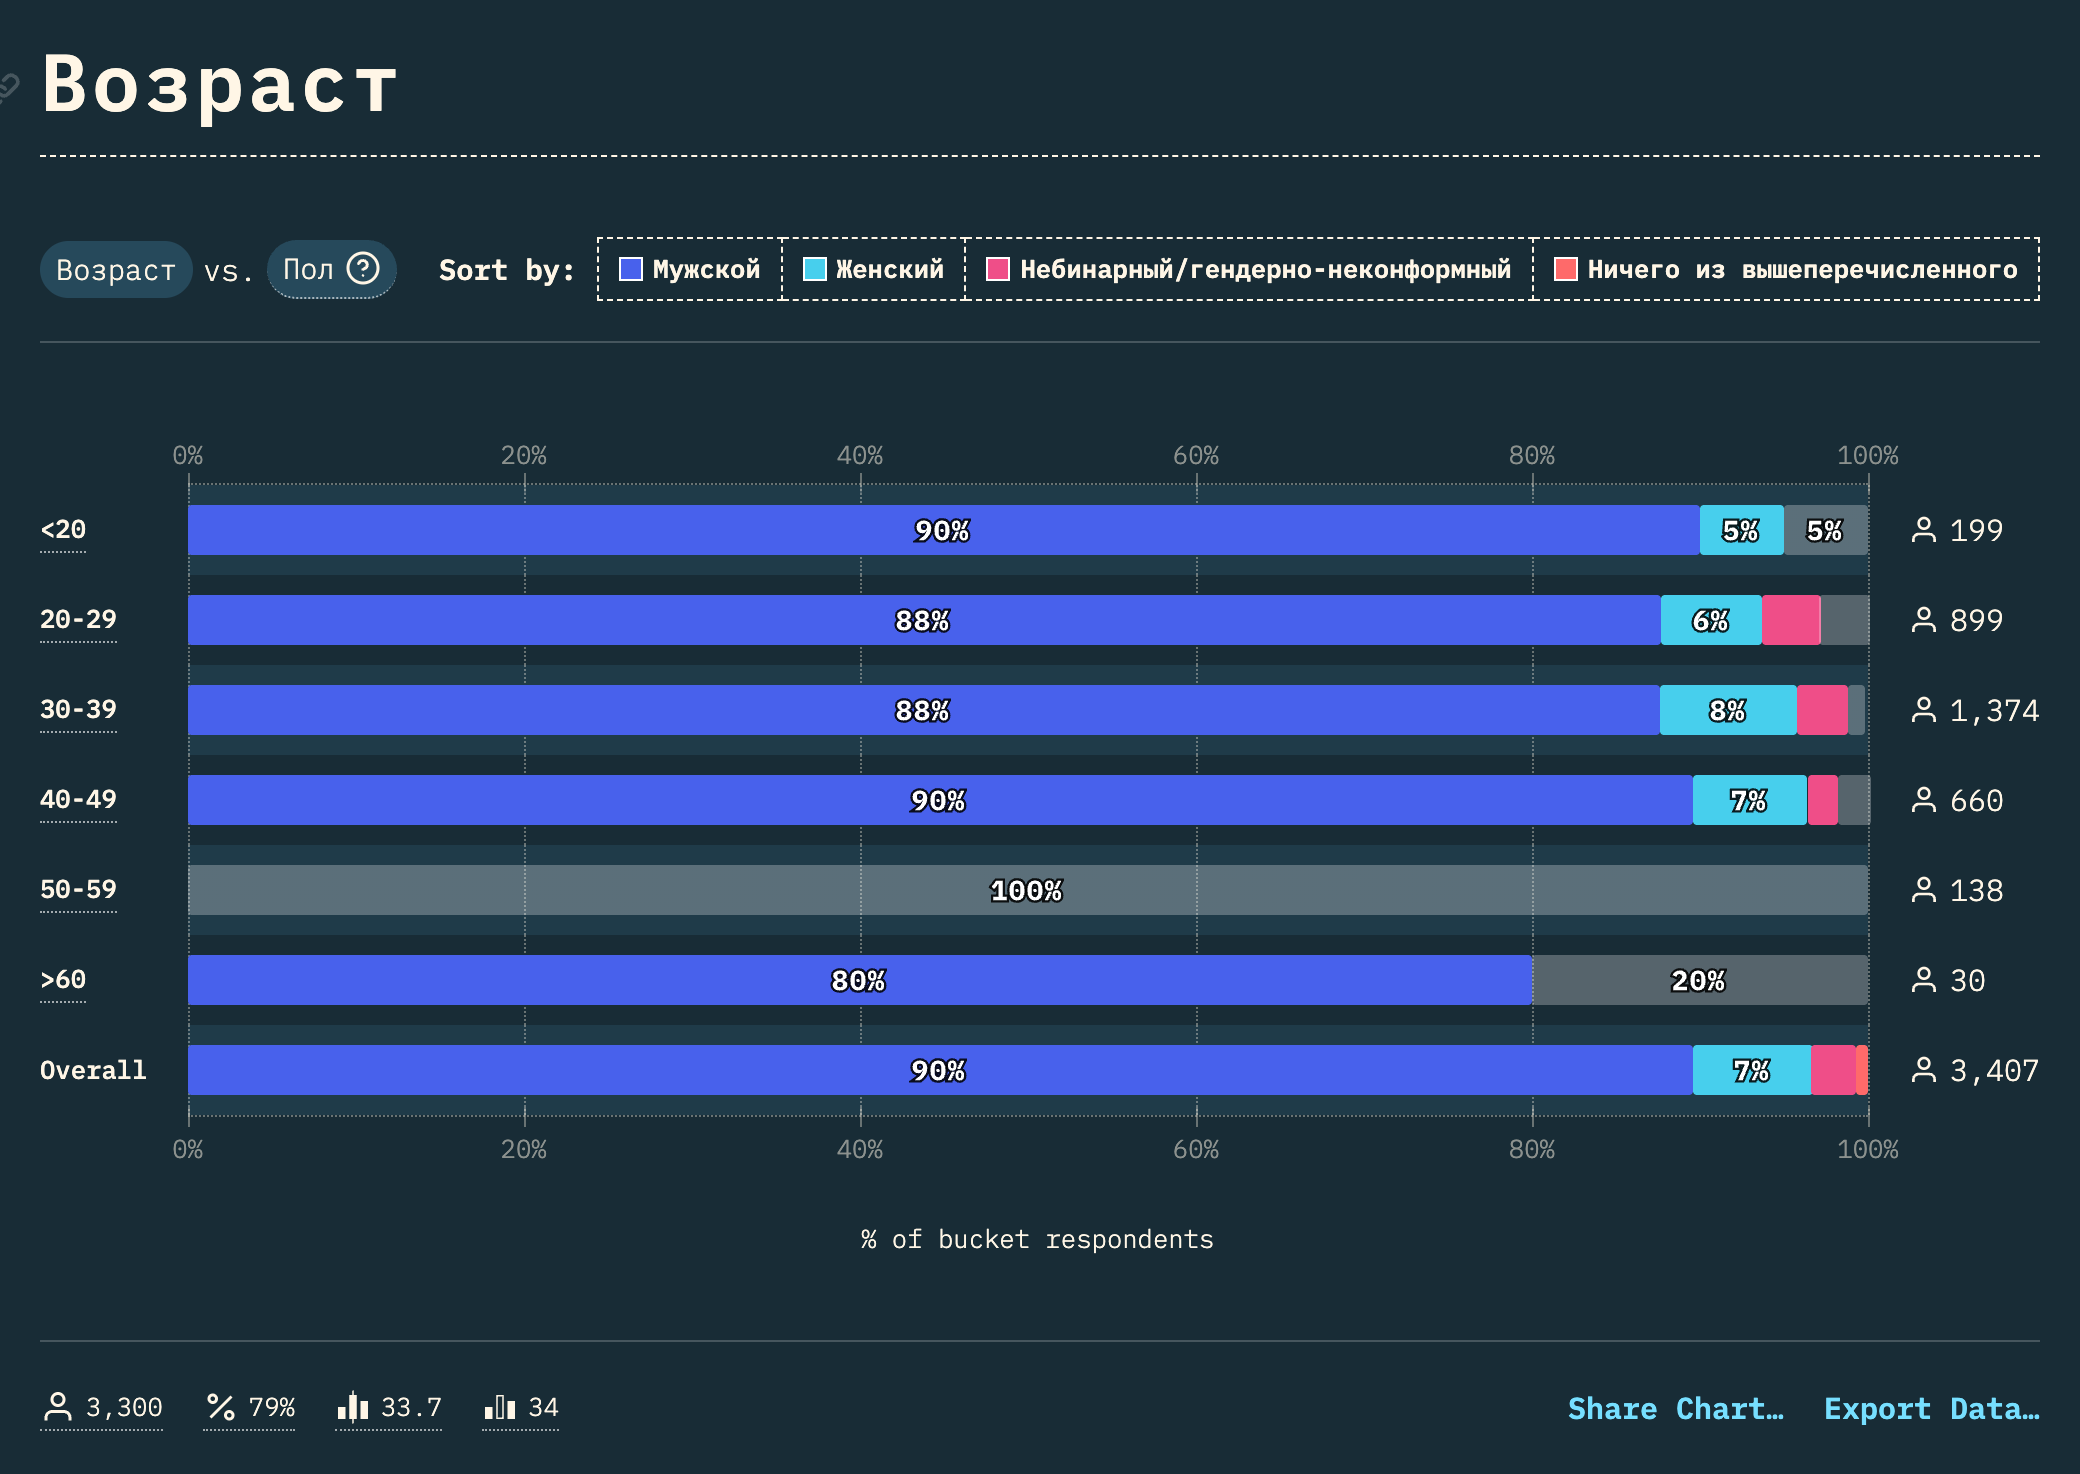 Возраст
Возраст vs. Пол Sort by: Мужской Женский Небинарный/гендерно-неконформный Ничего из вышеперечисленного
0% 20% 40% 60% 80% 100%
<20 90% 5% 5% 199
20-29 88% 6% 899
30-39 88% 8% 1,374
40-49 90% 7% 660
50-59 100% 138
>60 80% 20% 30
Overall 90% 7% 3,407
0% 20% 40% 60% 80% 100%
% of bucket respondents
3,300 79% 33.7 34 Share Chart… Export Data…